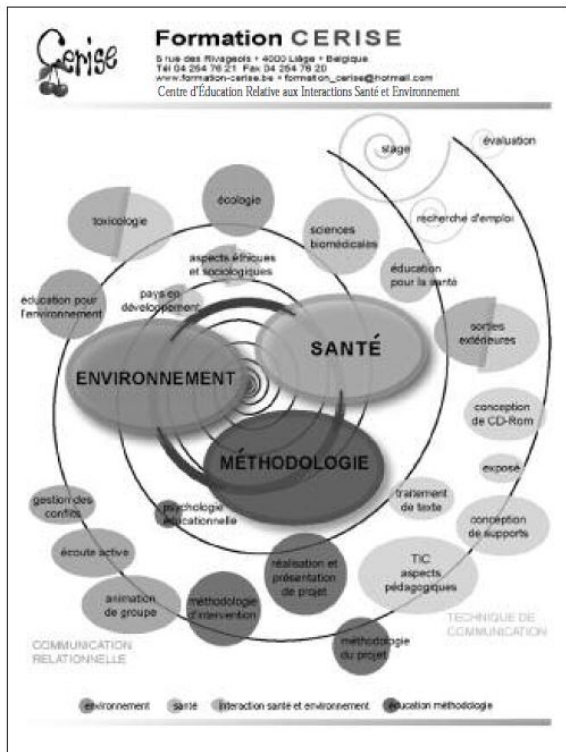 Cerise
Formation CERISE
5 rue des Rivageois • 4000 Liège • Belgique
Tél 04 254 76 21 Fax 04 254 76 20
www.formation-cerise.be • formation_cerise@hotmail.com
Centre d'Éducation Relative aux Interactions Santé et Environnement
stage
évaluation
recherche d'emploi
écologie
toxicologie
sciences
biomédicales
aspects éthiques
et sociologiques
éducation
pour la santé
pays en
développement
éducation pour
l'environnement
sorties
extérieures
SANTÉ
ENVIRONNEMENT
MÉTHODOLOGIE
conception
de CD-Rom
exposé
traitement
de texte
conception
de supports
gestion des
conflits
psychologie
éducationnelle
écoute active
réalisation et
présentation
de projet
TIC
aspects
pédagogiques
animation
de groupe
méthodologie
d'intervention
méthodologie
du projet
COMMUNICATION
RELATIONNELLE
TECHNIQUE DE
COMMUNICATION
environnement santé interaction santé et environnement éducation méthodologie